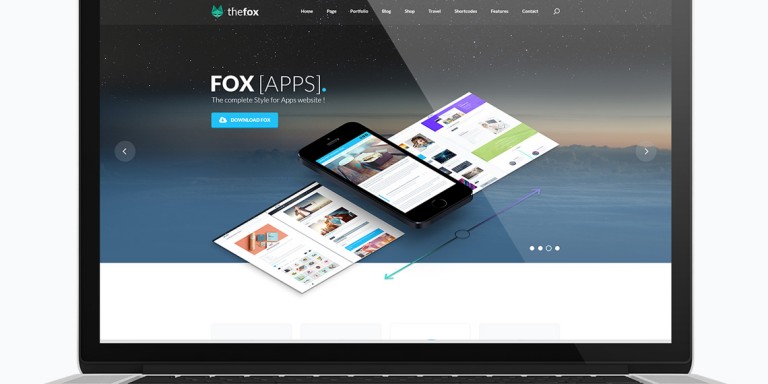 thefox
Home Page Portfolio Blog Shop Travel Shortcodes Features Contact
FOX [APPS].
The complete Style for Apps website !
DOWNLOAD FOX